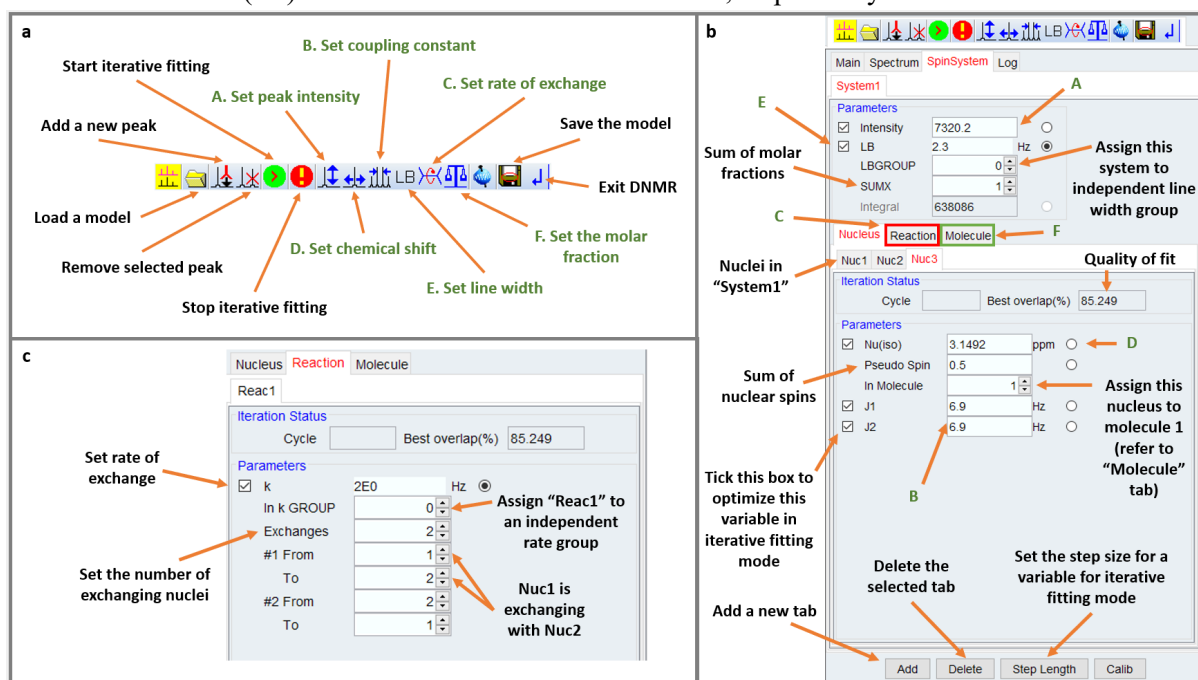 a
B. Set coupling constant
Start iterative fitting
A. Set peak intensity
C. Set rate of exchange
Add a new peak
Save the model
LB
Exit DNMR
Load a model
Remove selected peak
D. Set chemical shift
F. Set the molar
fraction
E. Set line width
Stop iterative fitting
b
LB
Main Spectrum SpinSystem Log
System1
E
A
Parameters
Intensity 7320.2
LB 2.3 Hz
LBGROUP 0
SUMX 1
Integral 638086
Sum of molar
fractions
Assign this
system to
independent line
width group
C
F
Nucleus Reaction Molecule
Nuc1 Nuc2 Nuc3
Nuclei in
“System1”
Quality of fit
Iteration Status
Cycle Best overlap(%) 85.249
Parameters
Nu(iso) 3.1492 ppm
D
Pseudo Spin 0.5
In Molecule 1
J1 6.9 Hz
J2 6.9 Hz
Sum of
nuclear spins
Assign this
nucleus to
molecule 1
(refer to
“Molecule”
tab)
B
Tick this box to
optimize this
variable in
iterative fitting
mode
Delete the
selected tab
Set the step size for a
variable for iterative
fitting mode
Add a new tab
Add Delete Step Length Calib
c
Nucleus Reaction Molecule
Reac1
Iteration Status
Cycle Best overlap(%) 85.249
Set rate of
exchange
Parameters
k 2E0 Hz
In k GROUP 0
Exchanges 2
#1 From 1
To 2
#2 From 2
To 1
Assign “Reac1” to
an independent
rate group
Set the number of
exchanging nuclei
Nuc1 is
exchanging
with Nuc2